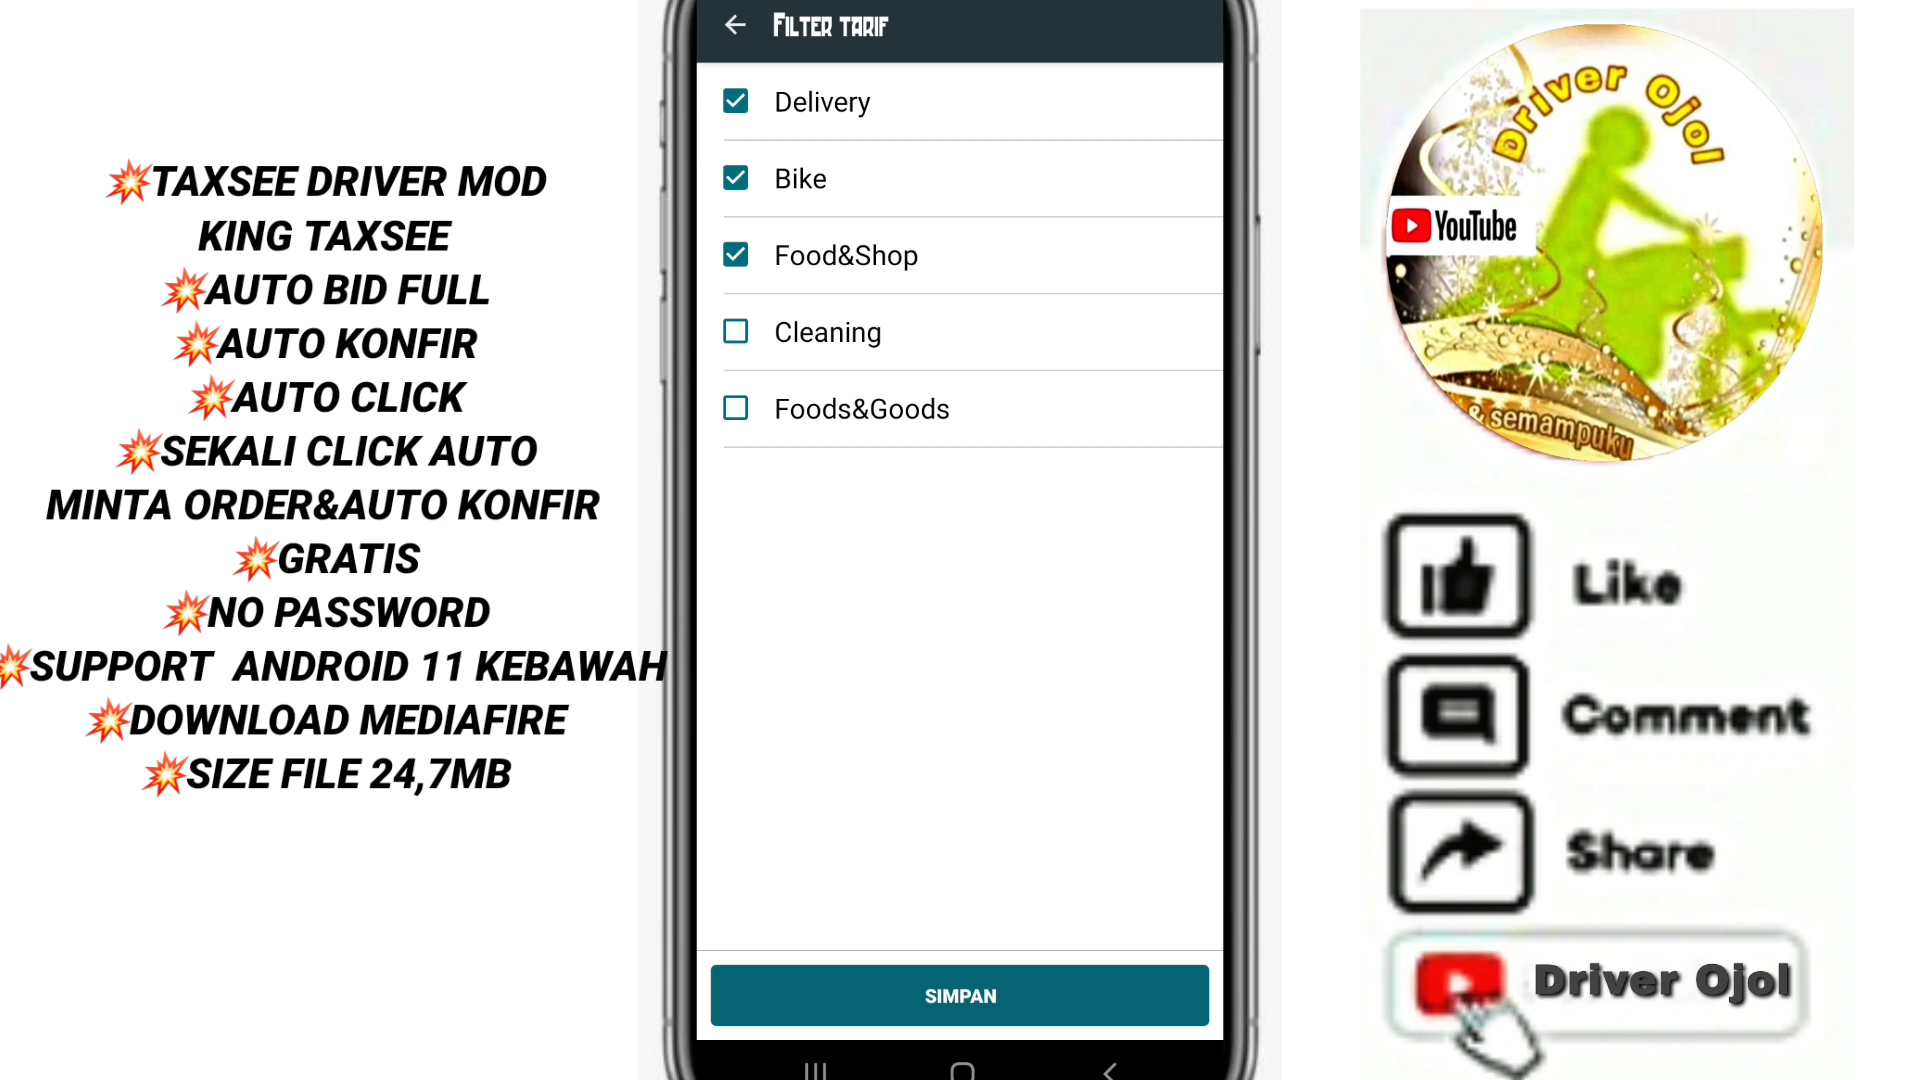 💥TAXSEE DRIVER MOD
KING TAXSEE
💥AUTO BID FULL
💥AUTO KONFIR
💥AUTO CLICK
💥SEKALI CLICK AUTO
MINTA ORDER&AUTO KONFIR
💥GRATIS
💥NO PASSWORD
💥SUPPORT  ANDROID 11 KEBAWAH
💥DOWNLOAD MEDIAFIRE
💥SIZE FILE 24,7MB
FILTER TARIF
Delivery
Bike
Food&Shop
Cleaning
Foods&Goods
SIMPAN
Driver Ojol
YouTube
& semampuku
Like
Comment
Share
Driver Ojol